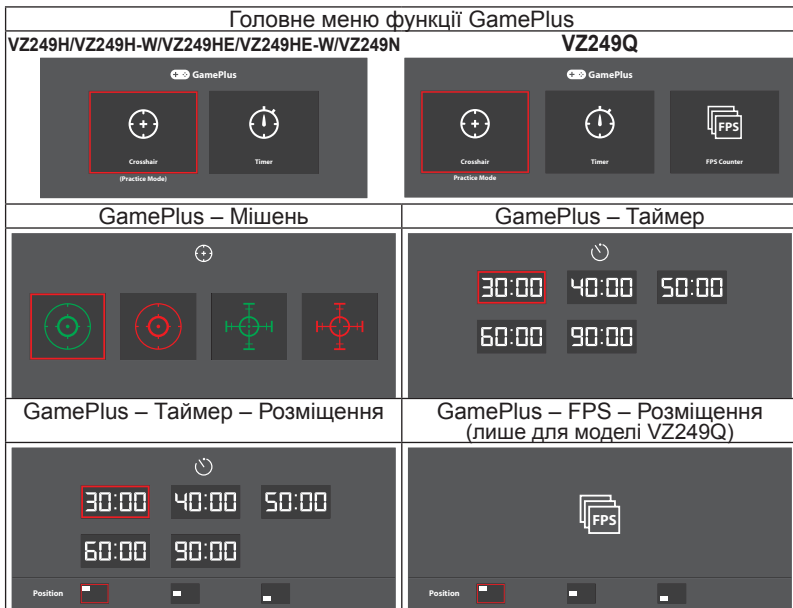 Головне меню функції GamePlus
VZ249H/VZ249H-W/VZ249HE/VZ249HE-W/VZ249N
VZ249Q
GamePlus
Crosshair
Timer
(Practice Mode)
GamePlus
Crosshair
Timer
FPS
FPS Counter
Practice Mode
GamePlus – Мішень
GamePlus – Таймер
30:00 40:00 50:00
60:00 90:00
GamePlus – Таймер – Розміщення
GamePlus – FPS – Розміщення
(лише для моделі VZ249Q)
30:00 40:00 50:00
60:00 90:00
Position
FPS
Position